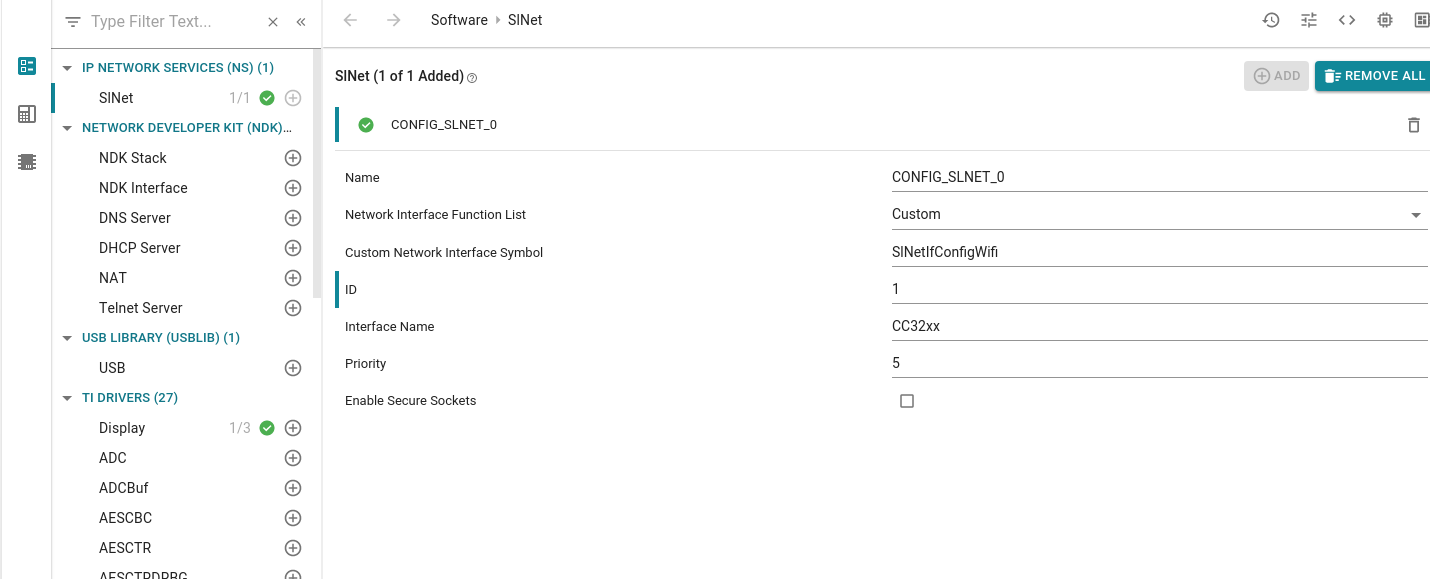 Type Filter Text...
Software
SlNet
IP NETWORK SERVICES (NS) (1)
SlNet 1/1
NETWORK DEVELOPER KIT (NDK)...
NDK Stack
NDK Interface
DNS Server
DHCP Server
NAT
Telnet Server
USB LIBRARY (USBLIB) (1)
USB
TI DRIVERS (27)
Display 1/3
ADC
ADCBuf
AESCBC
AESCTR
AESCTRDRBG
SlNet (1 of 1 Added)
ADD
REMOVE ALL
CONFIG_SLNET_0
Name CONFIG_SLNET_0
Network Interface Function List Custom
Custom Network Interface Symbol SlNetIfConfigWifi
ID 1
Interface Name CC32xx
Priority 5
Enable Secure Sockets